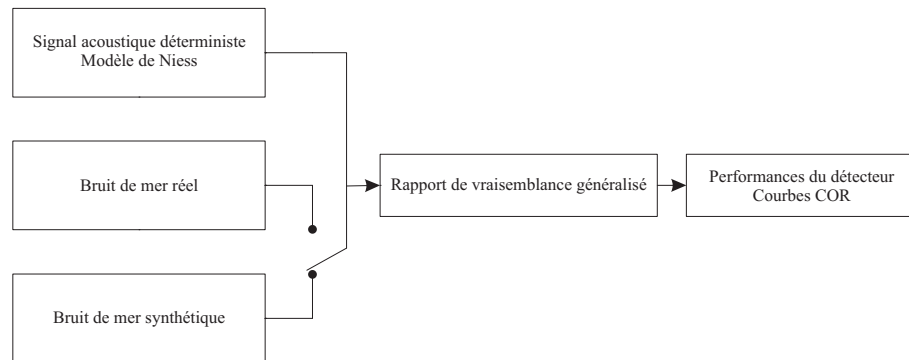 Signal acoustique déterministe
Modèle de Niess
Bruit de mer réel
Rapport de vraisemblance généralisé
Performances du détecteur
Courbes COR
Bruit de mer synthétique